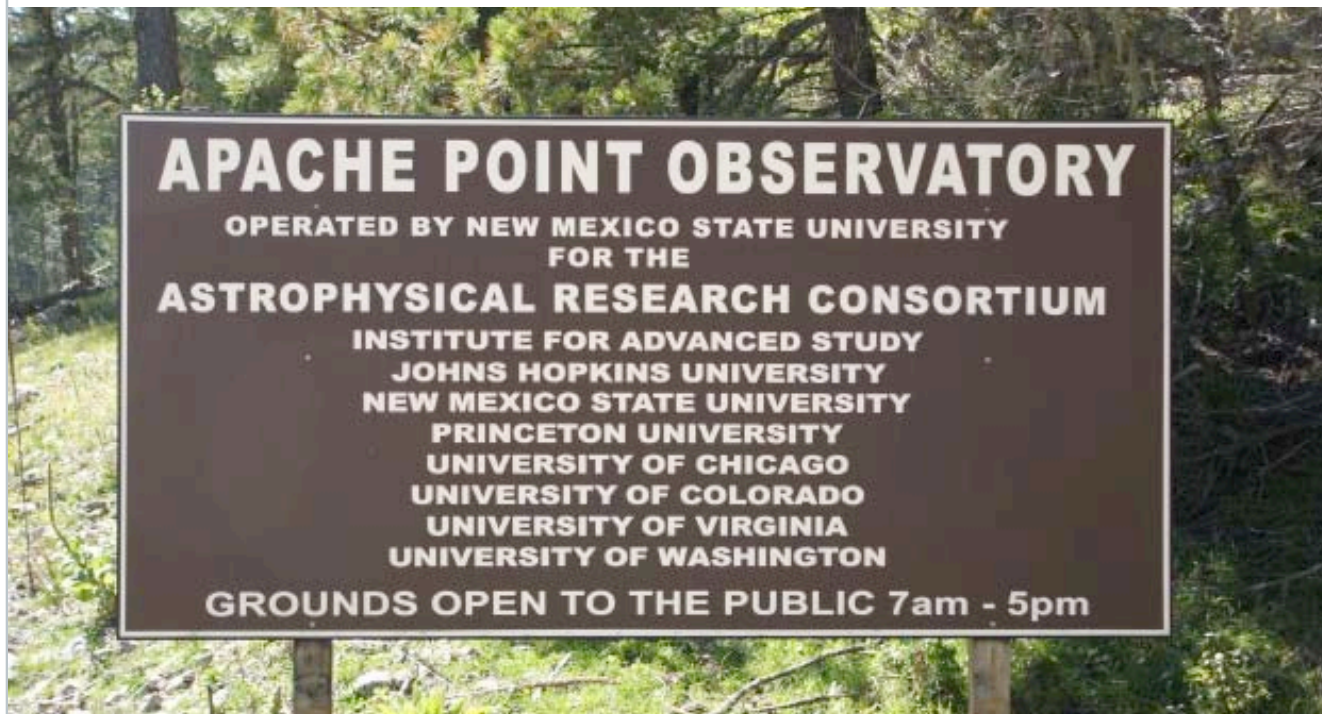 APACHE POINT OBSERVATORY
OPERATED BY NEW MEXICO STATE UNIVERSITY
FOR THE
ASTROPHYSICAL RESEARCH CONSORTIUM
INSTITUTE FOR ADVANCED STUDY
JOHNS HOPKINS UNIVERSITY
NEW MEXICO STATE UNIVERSITY
PRINCETON UNIVERSITY
UNIVERSITY OF CHICAGO
UNIVERSITY OF COLORADO
UNIVERSITY OF VIRGINIA
UNIVERSITY OF WASHINGTON
GROUNDS OPEN TO THE PUBLIC 7am - 5pm